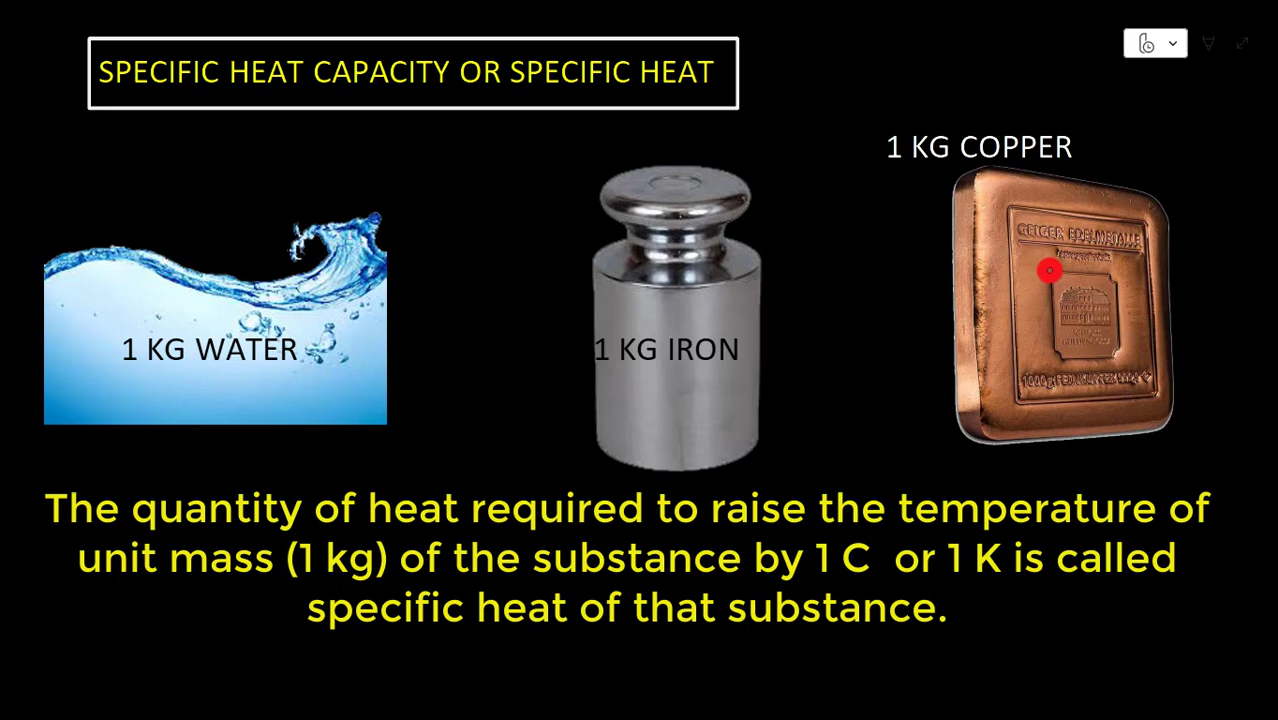 SPECIFIC HEAT CAPACITY OR SPECIFIC HEAT
1 KG COPPER
GEIGER EDELMETALLE
1 KG WATER
1 KG IRON
The quantity of heat required to raise the temperature of
unit mass (1 kg) of the substance by 1 C or 1 K is called
specific heat of that substance.